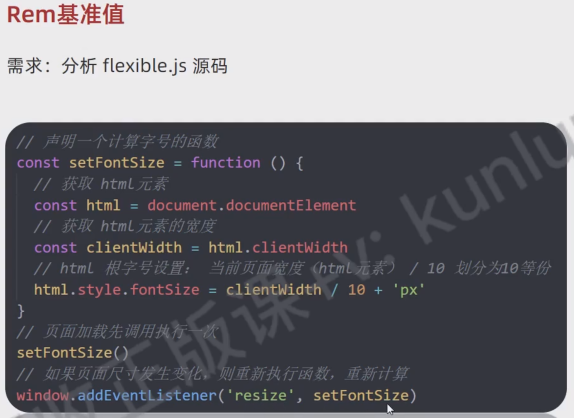 Rem基准值
需求：分析 flexible.js 源码
// 声明一个计算字号的函数
const setFontSize = function () {
// 获取 html元素
const html = document.documentElement
// 获取 html元素的宽度
const clientWidth = html.clientWidth
// html 根字号设置： 当前页面宽度（html元素） / 10 划分为10等份
html.style.fontSize = clientWidth / 10 + 'px'
}
// 页面加载先调用执行一次
setFontSize()
// 如果页面尺寸发生变化，则重新执行函数，重新计算
window.addEventListener('resize', setFontSize)